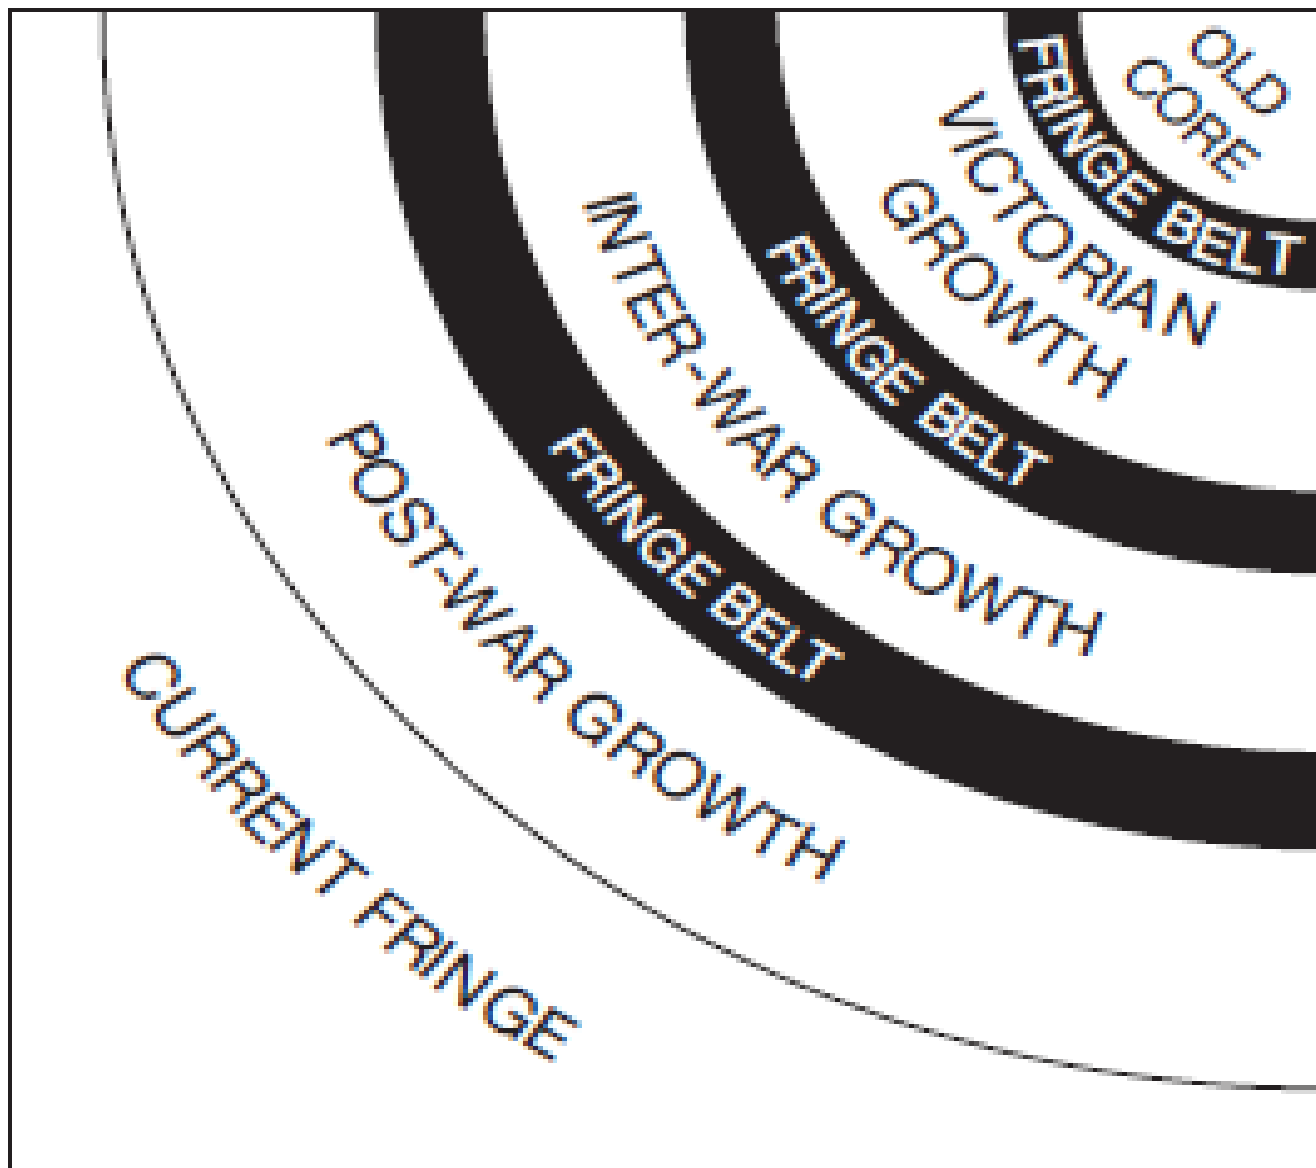 OLD
CORE
FRINGE BELT
VICTORIAN
GROWTH
FRINGE BELT
INTER-WAR GROWTH
FRINGE BELT
POST-WAR GROWTH
CURRENT FRINGE